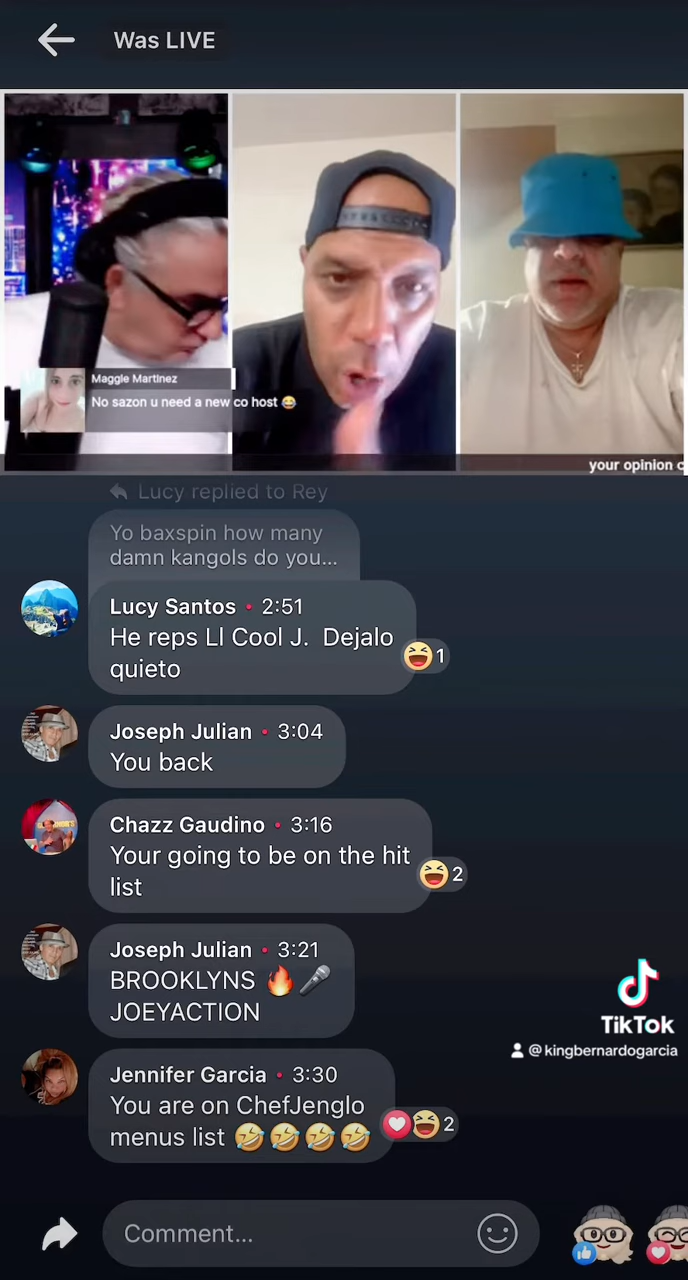 Was LIVE
Maggie Martinez
No sazon u need a new co host 😂
your opinion c
Lucy replied to Rey
Yo baxspin how many
damn kangols do you...
Lucy Santos • 2:51
He reps Ll Cool J.  Dejalo
quieto
1
Joseph Julian • 3:04
You back
Chazz Gaudino • 3:16
Your going to be on the hit
list
2
Joseph Julian • 3:21
BROOKLYNS 🔥🎤
JOEYACTION
TikTok
@kingbernardogarcia
Jennifer Garcia • 3:30
You are on ChefJenglo
menus list 🤣🤣🤣🤣
2
Comment...